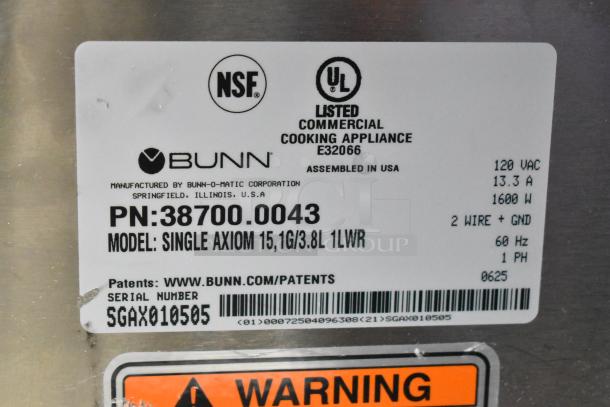 NSF®
UL
LISTED
COMMERCIAL
COOKING APPLIANCE
E32066
BUNN®
ASSEMBLED IN USA
MANUFACTURED BY BUNN-O-MATIC CORPORATION
SPRINGFIELD, ILLINOIS, U.S.A
120 VAC
13.3 A
1600 W
2 WIRE + GND
60 Hz
1 PH
0625
PN:38700.0043
MODEL: SINGLE AXIOM 15,1G/3.8L 1LWR
GROUP
Patents: WWW.BUNN.COM/PATENTS
SERIAL NUMBER
SGAX010505
(01)00072504096308(21)SGAX010505
WARNING